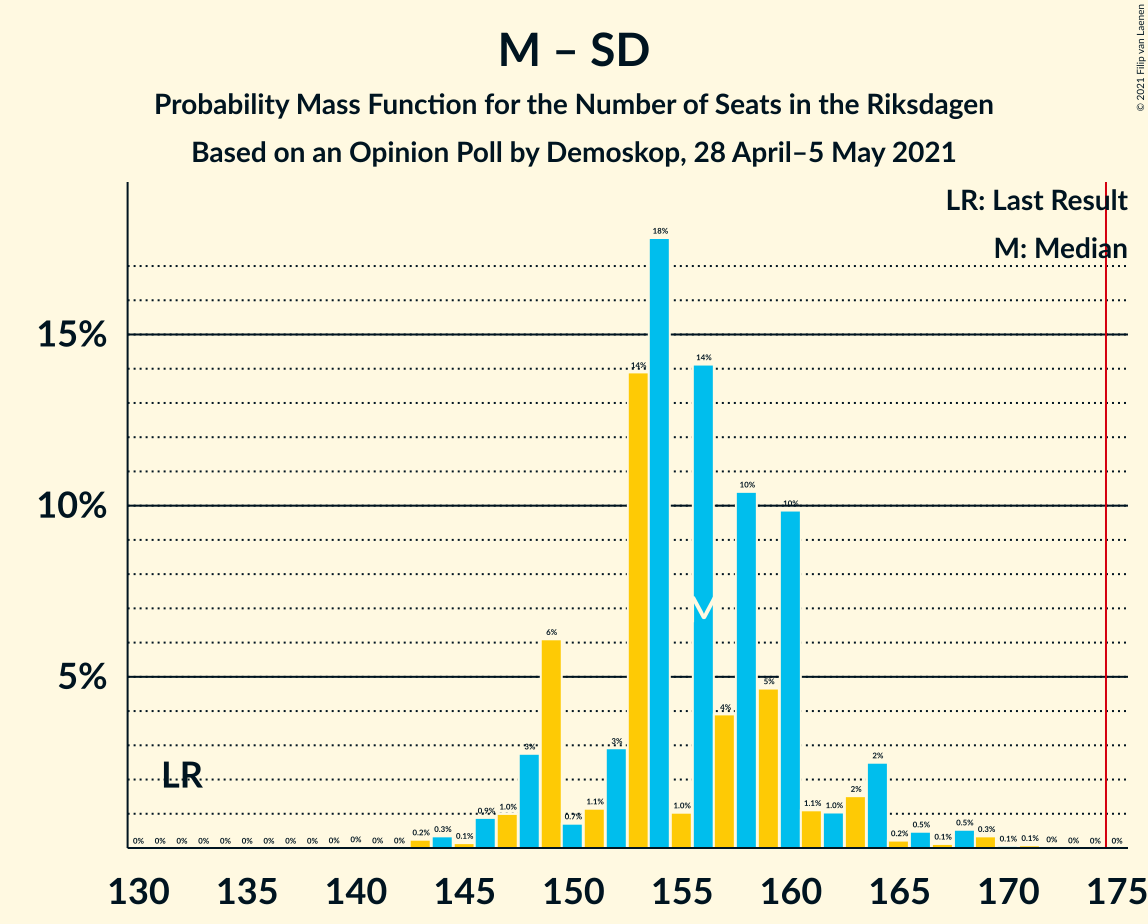 M – SD
Probability Mass Function for the Number of Seats in the Riksdagen
Based on an Opinion Poll by Demoskop, 28 April–5 May 2021
© 2021 Filip van Laenen
LR: Last Result
M: Median
15%
10%
5%
LR
M
0% 0% 0% 0% 0% 0% 0% 0% 0% 0% 0% 0% 0% 0.2% 0.3% 0.1% 0.9% 1.0% 3% 6% 0.7% 1.1% 3% 14% 18% 1.0% 14% 4% 10% 5% 10% 1.1% 1.0% 2% 2% 0.2% 0.5% 0.1% 0.5% 0.3% 0.1% 0.1% 0% 0% 0% 0%
130 135 140 145 150 155 160 165 170 175